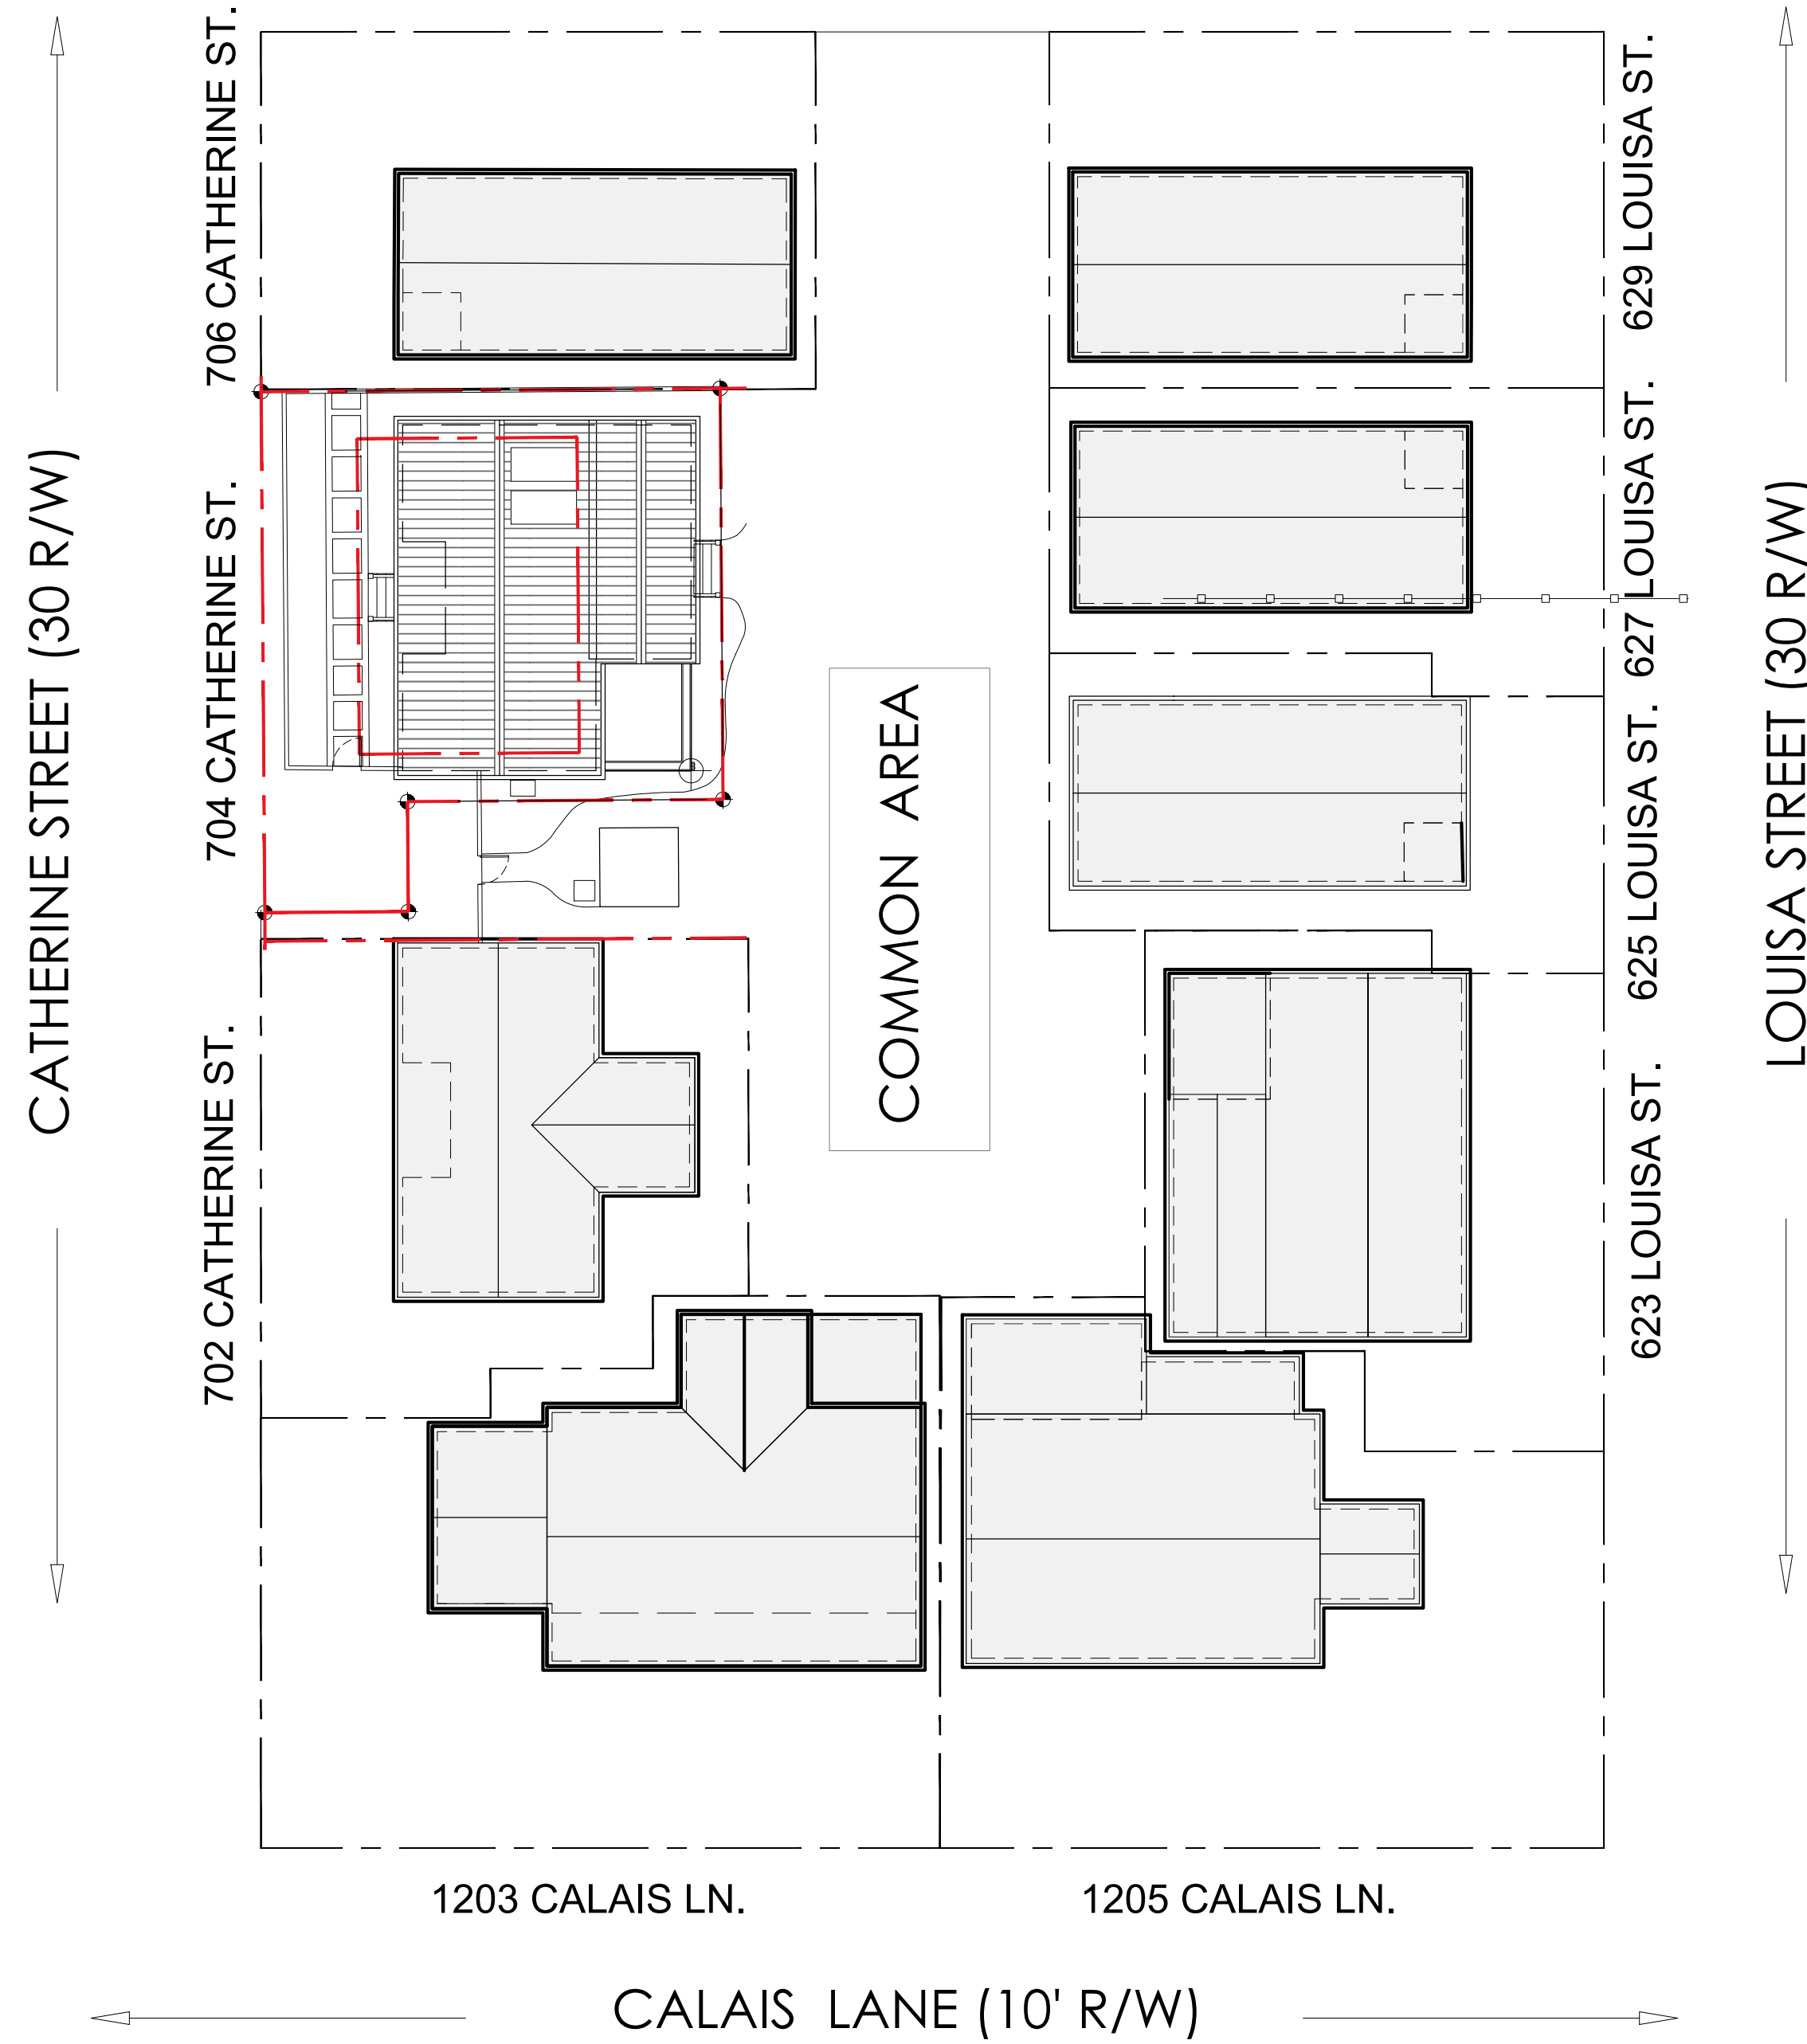 CATHERINE STREET (30 R/W)
706 CATHERINE ST.
704 CATHERINE ST.
702 CATHERINE ST.
COMMON AREA
629 LOUISA ST.
627 LOUISA ST.
625 LOUISA ST.
623 LOUISA ST.
LOUISA STREET (30 R/W)
1203 CALAIS LN.
1205 CALAIS LN.
CALAIS LANE (10' R/W)